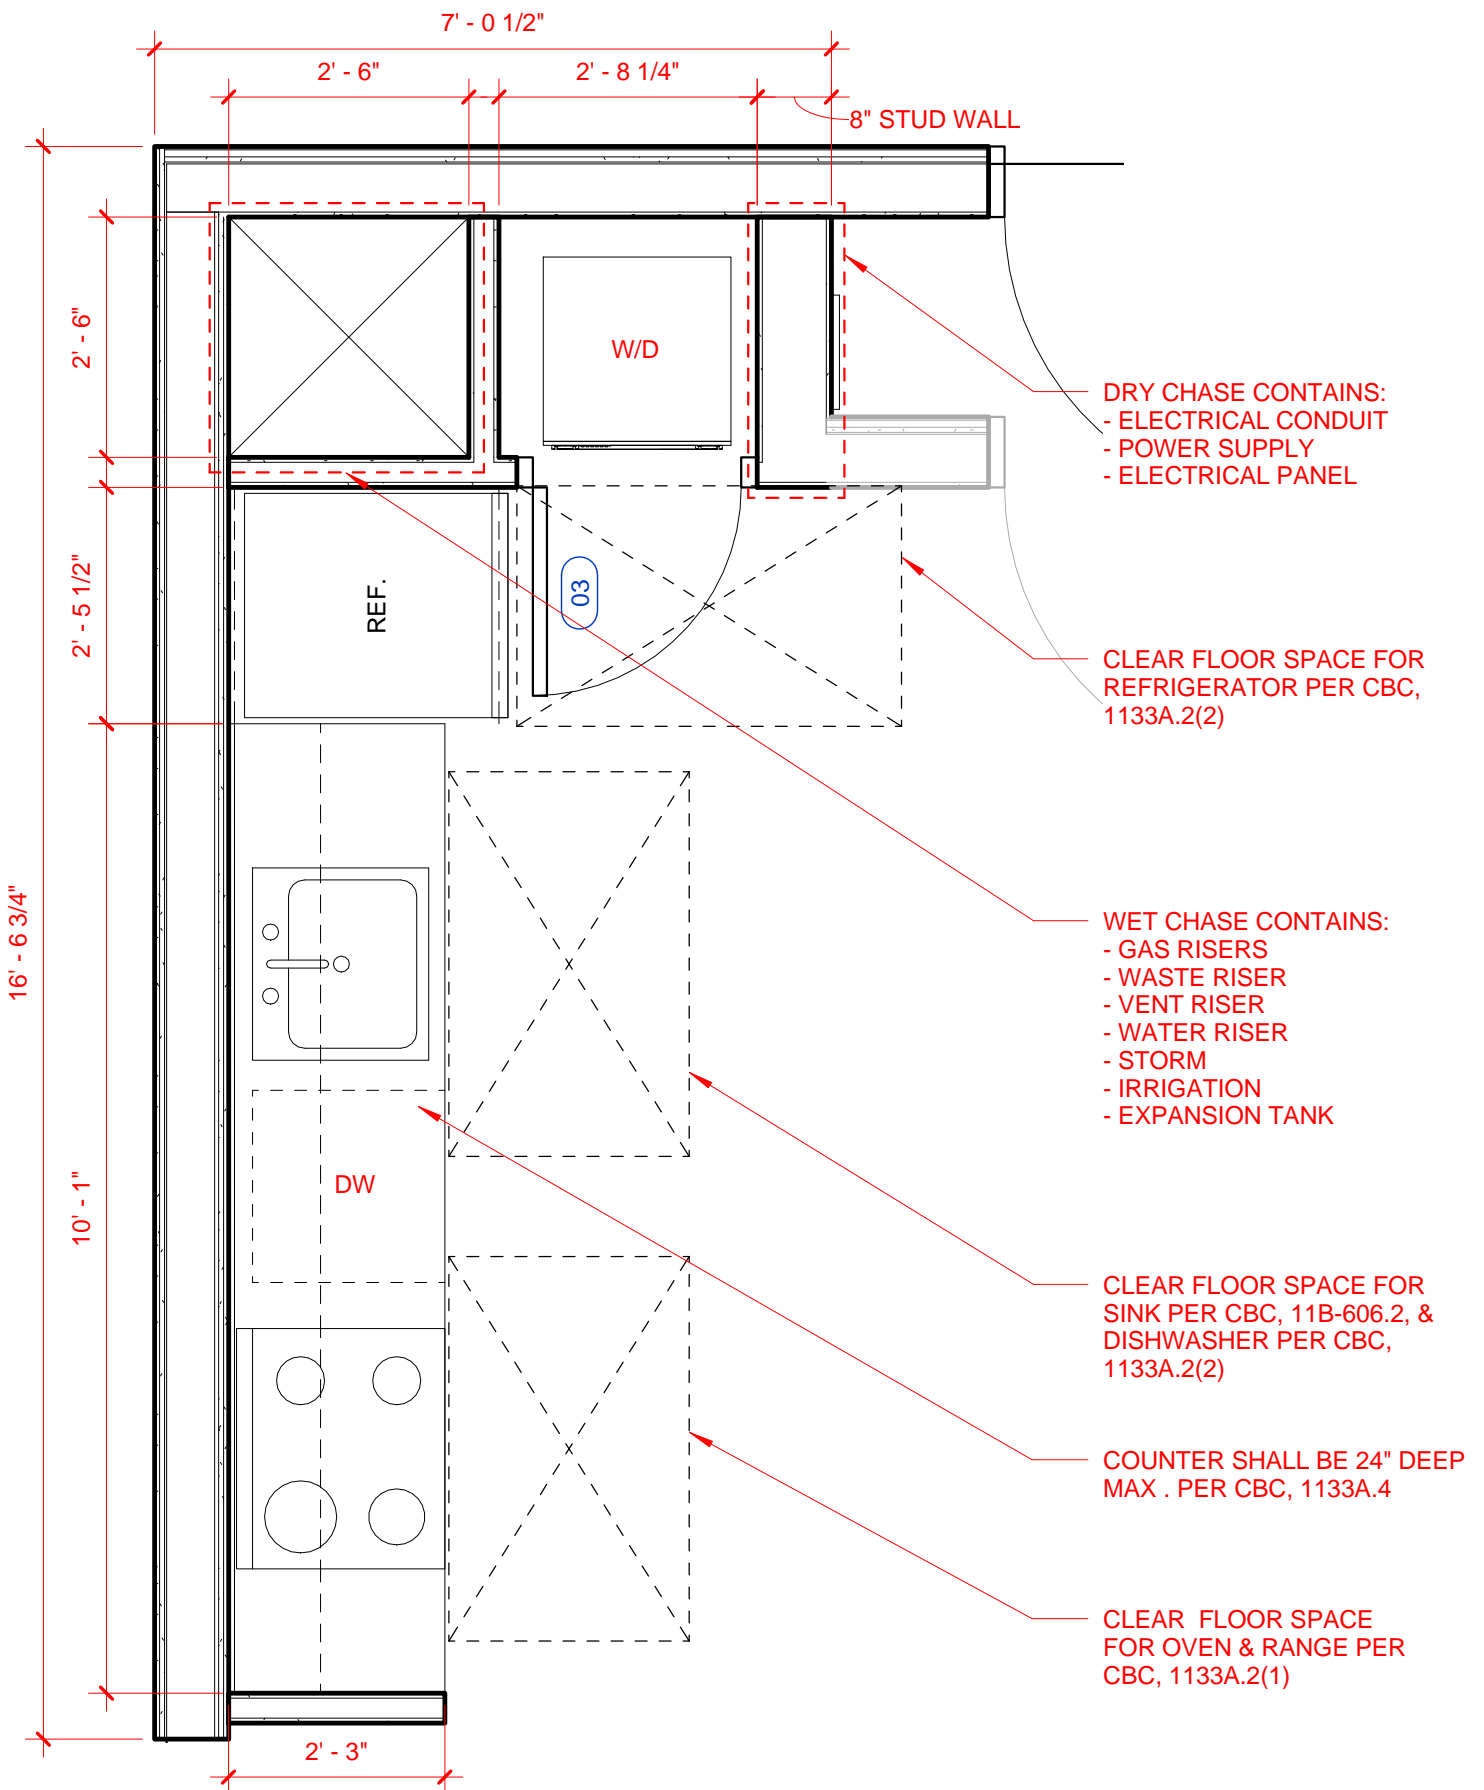 7' - 0 1/2"
2' - 6"
2' - 8 1/4"
8" STUD WALL
2' - 6"
W/D
DRY CHASE CONTAINS:
- ELECTRICAL CONDUIT
- POWER SUPPLY
- ELECTRICAL PANEL
2' - 5 1/2"
REF.
03
CLEAR FLOOR SPACE FOR
REFRIGERATOR PER CBC,
1133A.2(2)
16' - 6 3/4"
WET CHASE CONTAINS:
- GAS RISERS
- WASTE RISER
- VENT RISER
- WATER RISER
- STORM
- IRRIGATION
- EXPANSION TANK
10' - 1"
DW
CLEAR FLOOR SPACE FOR
SINK PER CBC, 11B-606.2, &
DISHWASHER PER CBC,
1133A.2(2)
COUNTER SHALL BE 24" DEEP
MAX . PER CBC, 1133A.4
CLEAR  FLOOR SPACE
FOR OVEN & RANGE PER
CBC, 1133A.2(1)
2' - 3"